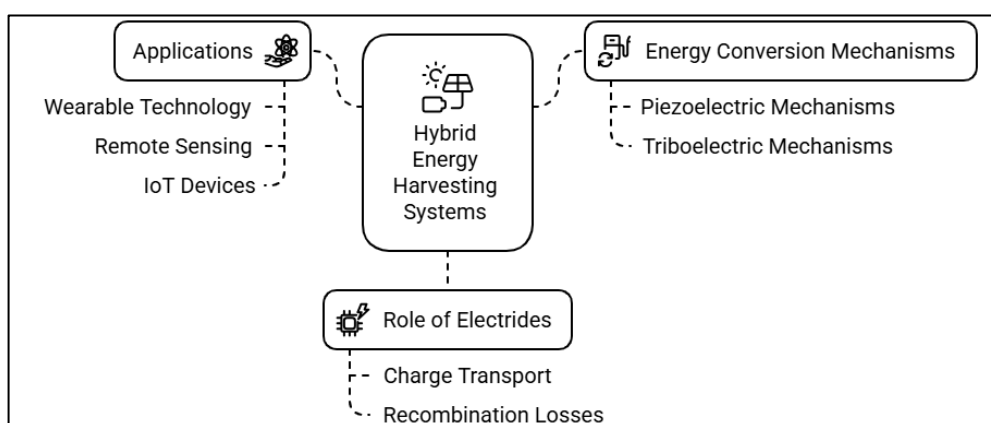 Applications
Wearable Technology
Remote Sensing
IoT Devices
Hybrid
Energy
Harvesting
Systems
Energy Conversion Mechanisms
Piezoelectric Mechanisms
Triboelectric Mechanisms
Role of Electrides
Charge Transport
Recombination Losses